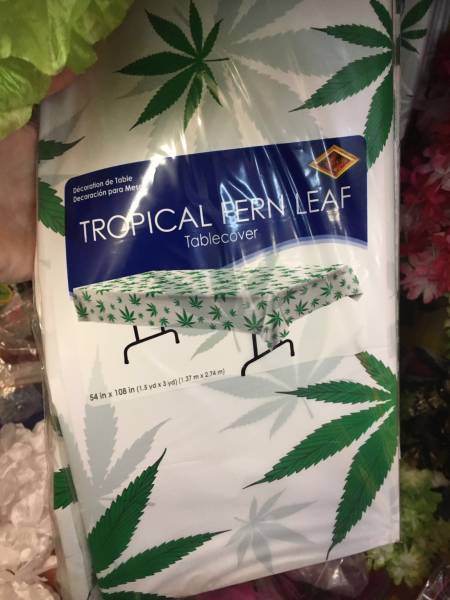 Décoration de Table
Decoración para Mesa
TROPICAL FERN LEAF
Tablecover
54 in x 108 in (1.5 yd x 3 yd) (1.37 m x 2.74 m)